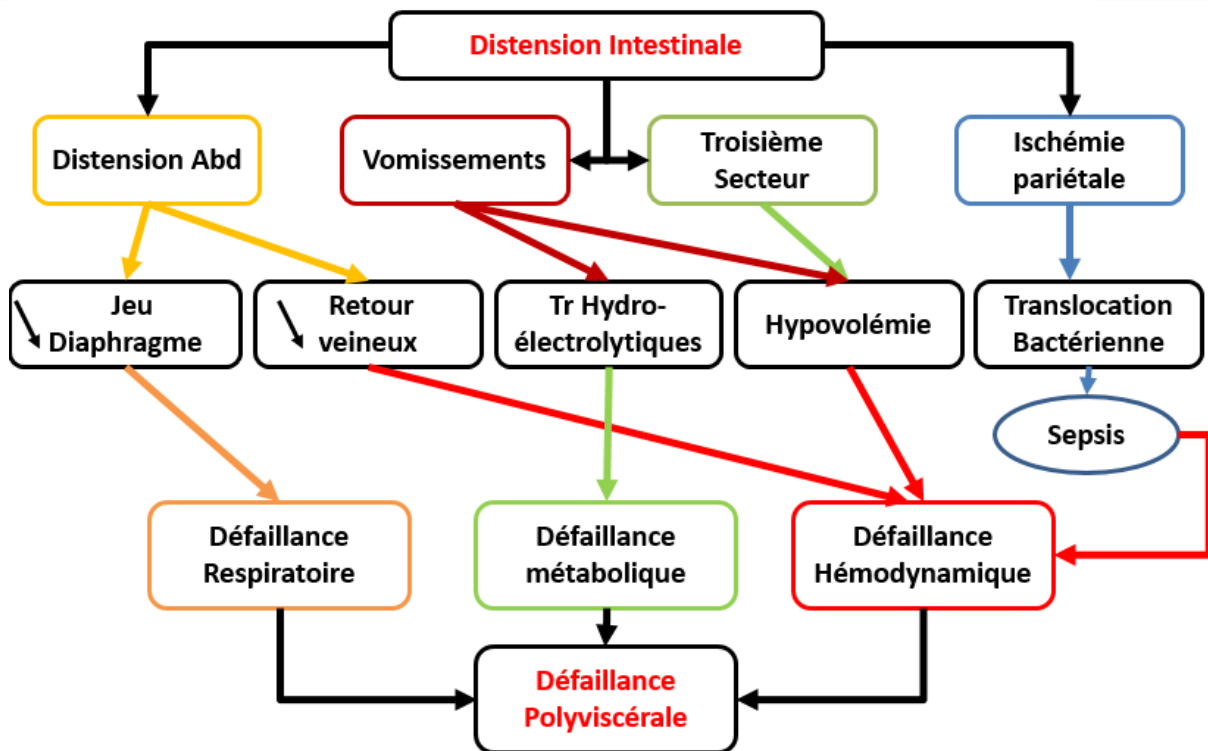 Distension Intestinale
Distension Abd
Vomissements
Troisième
Secteur
Ischémie
pariétale
Jeu
Diaphragme
Retour
veineux
Tr Hydro-
électrolytiques
Hypovolémie
Translocation
Bactérienne
Sepsis
Défaillance
Respiratoire
Défaillance
métabolique
Défaillance
Hémodynamique
Défaillance
Polyviscérale